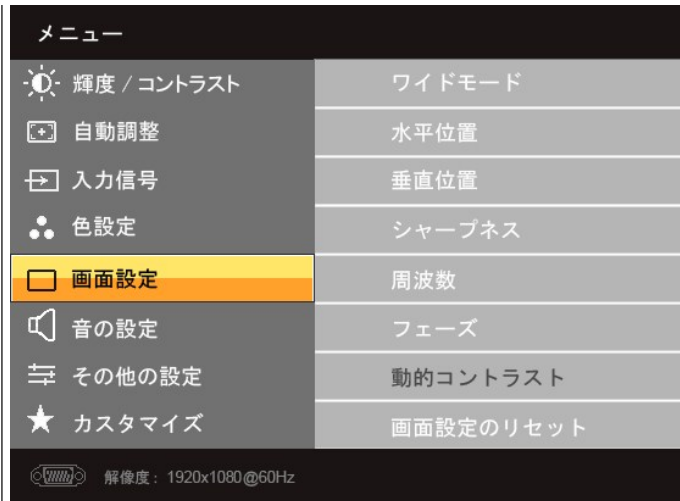 メニュー
輝度 / コントラスト
自動調整
入力信号
色設定
画面設定
音の設定
その他の設定
カスタマイズ
ワイドモード
水平位置
垂直位置
シャープネス
周波数
フェーズ
動的コントラスト
画面設定のリセット
解像度： 1920x1080@60Hz